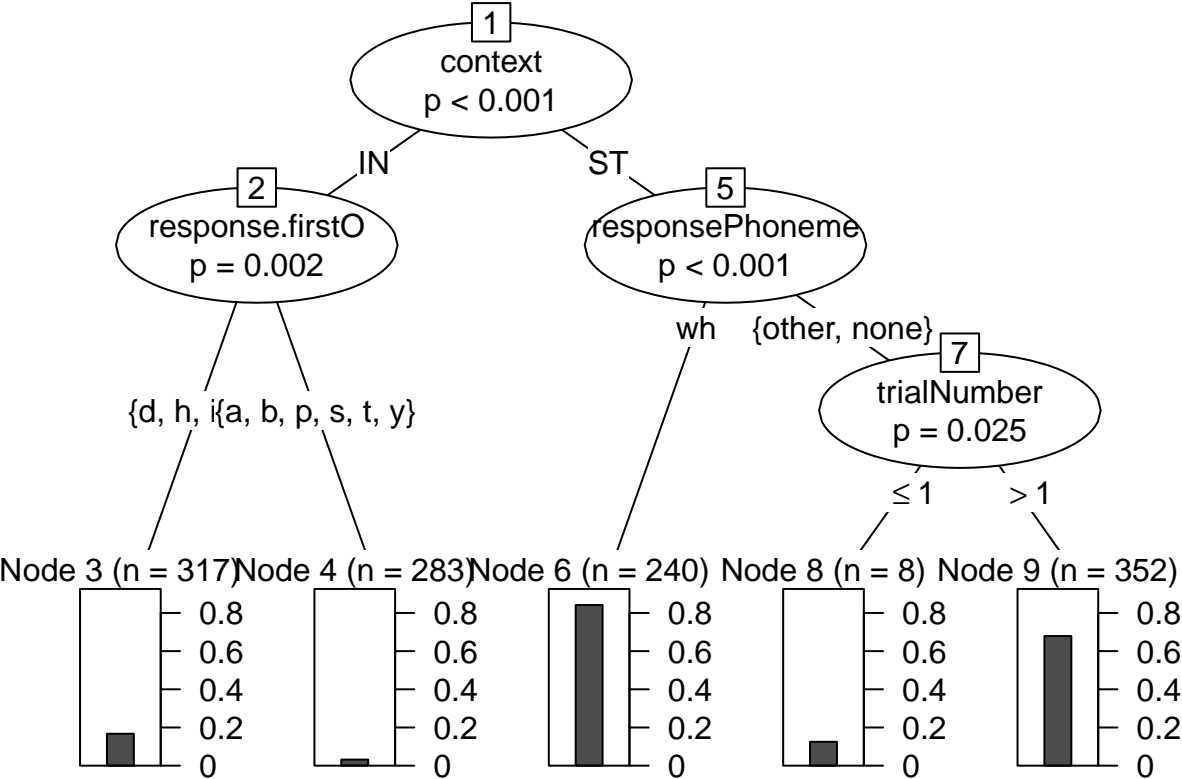 1
context
p < 0.001
IN
ST
2
response.firstO
p = 0.002
5
responsePhoneme
p < 0.001
{d, h, i
{a, b, p, s, t, y}
wh
{other, none}
7
trialNumber
p = 0.025
≤ 1
> 1
Node 3 (n = 317)
0.8
0.6
0.4
0.2
0
Node 4 (n = 283)
0.8
0.6
0.4
0.2
0
Node 6 (n = 240)
0.8
0.6
0.4
0.2
0
Node 8 (n = 8)
0.8
0.6
0.4
0.2
0
Node 9 (n = 352)
0.8
0.6
0.4
0.2
0